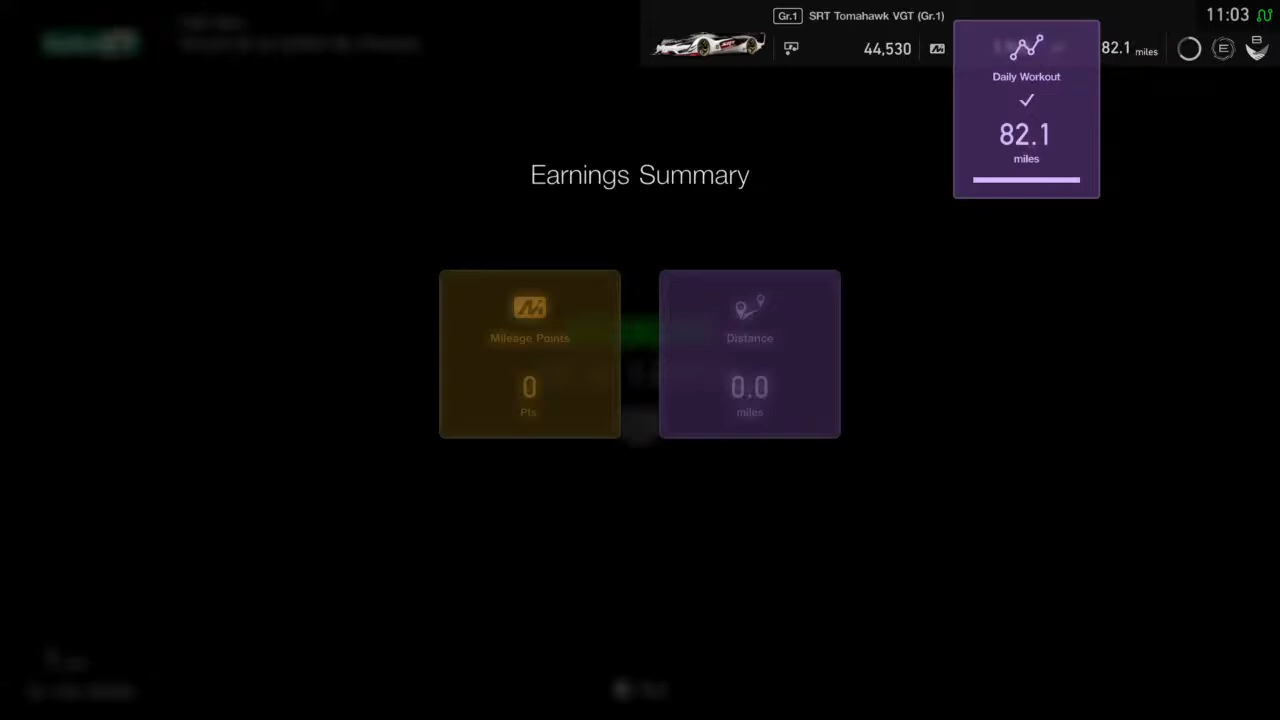 Gr.1 SRT Tomahawk VGT (Gr.1) 11:03
44,530 82.1 miles E B
Daily Workout
82.1
miles
Earnings Summary
Mileage Points Distance
0 0.0
Pts miles